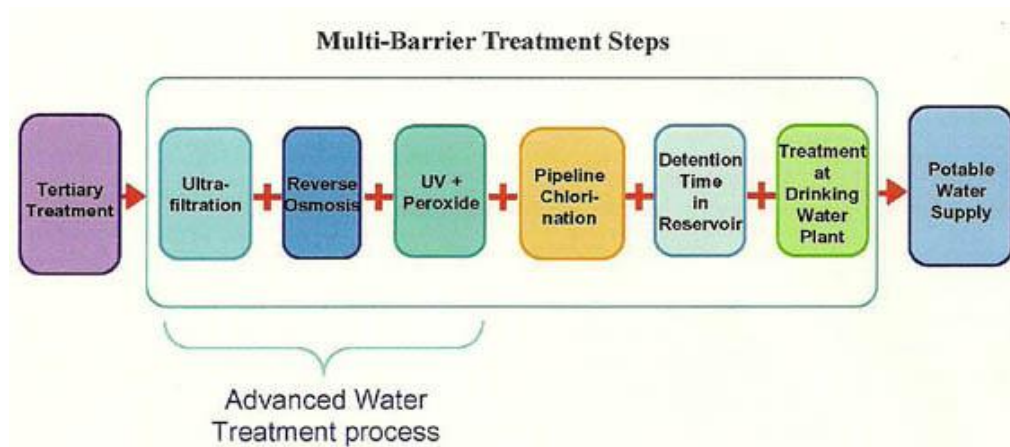 Multi-Barrier Treatment Steps
Tertiary
Treatment
Ultra-
filtration
Reverse
Osmosis
UV +
Peroxide
Pipeline
Chlori-
nation
Detention
Time
in
Reservoir
Treatment
at
Drinking
Water
Plant
Potable
Water
Supply
Advanced Water
Treatment process